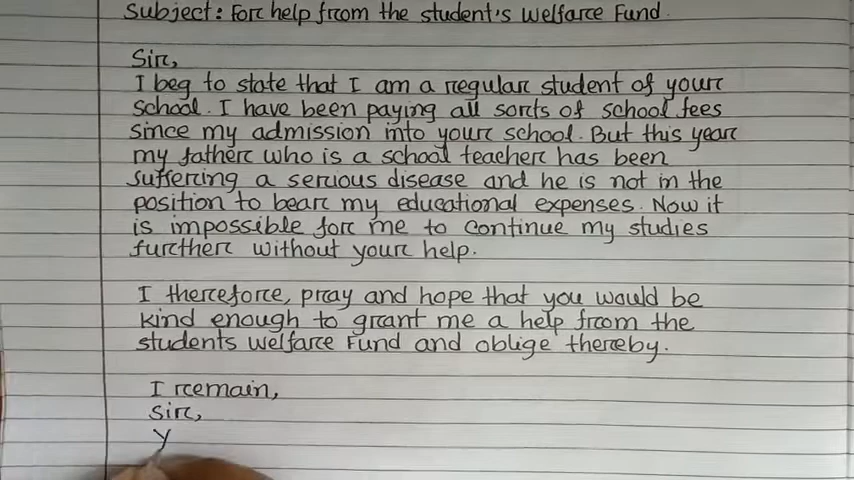 Subject: For help from the student's Welfare Fund.
Sir,
I beg to state that I am a regular student of your
school. I have been paying all sorts of school fees
since my admission into your school. But this year
my father who is a school teacher has been
suffering a serious disease and he is not in the
position to bear my educational expenses. Now it
is impossible for me to continue my studies
further without your help.
I therefore, pray and hope that you would be
kind enough to grant me a help from the
students welfare Fund and oblige thereby.
I remain,
Sir,
Y